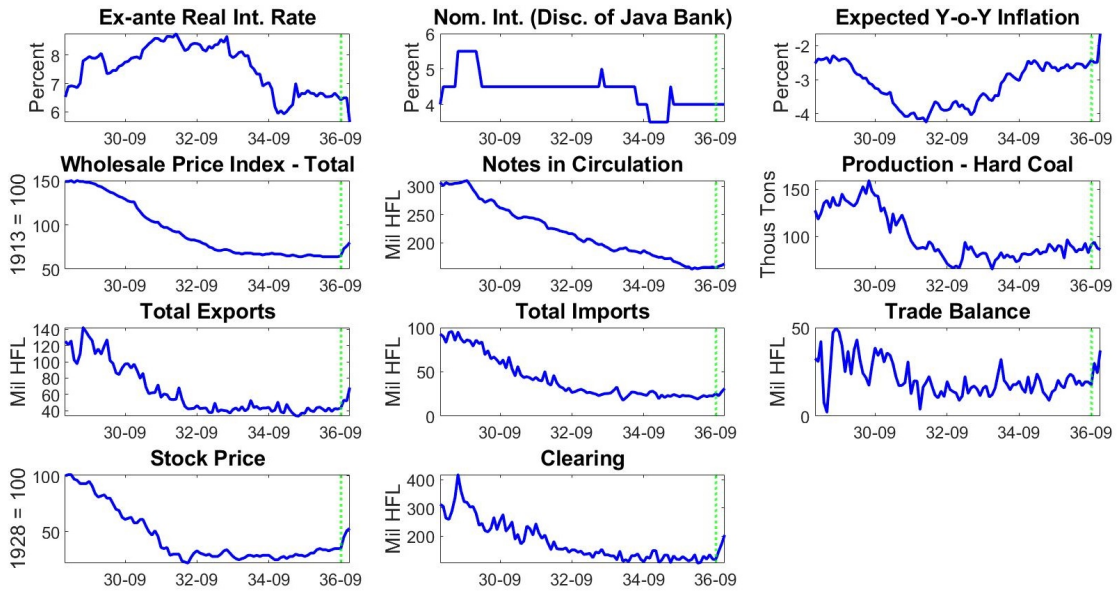 Ex-ante Real Int. Rate
Percent
8
7
6
30-09 32-09 34-09 36-09
Nom. Int. (Disc. of Java Bank)
Percent
6
5
4
30-09 32-09 34-09 36-09
Expected Y-o-Y Inflation
Percent
-2
-3
-4
30-09 32-09 34-09 36-09
Wholesale Price Index - Total
1913 = 100
150
100
50
30-09 32-09 34-09 36-09
Notes in Circulation
Mil HFL
300
250
200
30-09 32-09 34-09 36-09
Production - Hard Coal
Thous Tons
150
100
30-09 32-09 34-09 36-09
Total Exports
Mil HFL
140
120
100
80
60
40
30-09 32-09 34-09 36-09
Total Imports
Mil HFL
100
50
0
30-09 32-09 34-09 36-09
Trade Balance
Mil HFL
50
0
30-09 32-09 34-09 36-09
Stock Price
1928 = 100
100
50
30-09 32-09 34-09 36-09
Clearing
Mil HFL
400
300
200
30-09 32-09 34-09 36-09